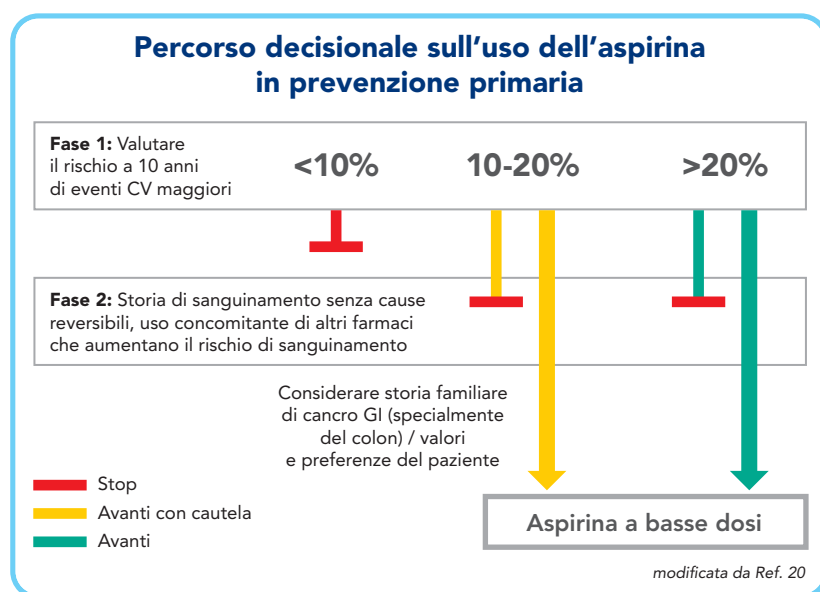 Percorso decisionale sull’uso dell’aspirina
in prevenzione primaria
Fase 1: Valutare
il rischio a 10 anni
di eventi CV maggiori
<10%
10-20%
>20%
Fase 2: Storia di sanguinamento senza cause
reversibili, uso concomitante di altri farmaci
che aumentano il rischio di sanguinamento
Considerare storia familiare
di cancro GI (specialmente
del colon) / valori
e preferenze del paziente
Stop
Avanti con cautela
Avanti
Aspirina a basse dosi
modificata da Ref. 20